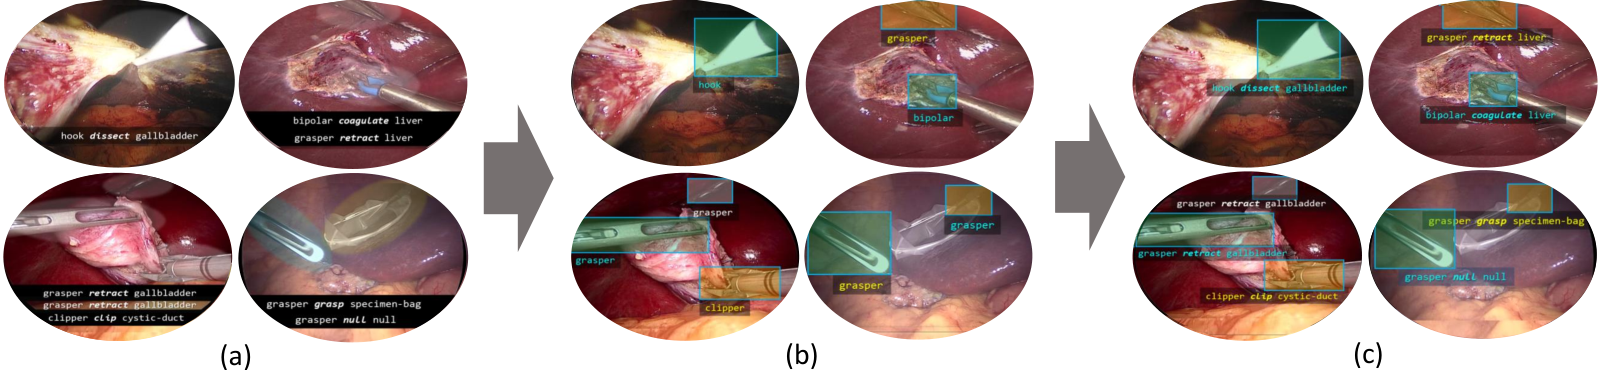 hook dissect gallbladder
bipolar coagulate liver
grasper retract liver
grasper retract gallbladder
grasper retract gallbladder
clipper clip cystic-duct
grasper grasp specimen-bag
grasper null null
(a)
hook
grasper
bipolar
grasper
grasper
clipper
grasper
grasper
(b)
hook dissect gallbladder
grasper retract liver
bipolar coagulate liver
grasper retract gallbladder
grasper retract gallbladder
clipper clip cystic-duct
grasper grasp specimen-bag
grasper null null
(c)